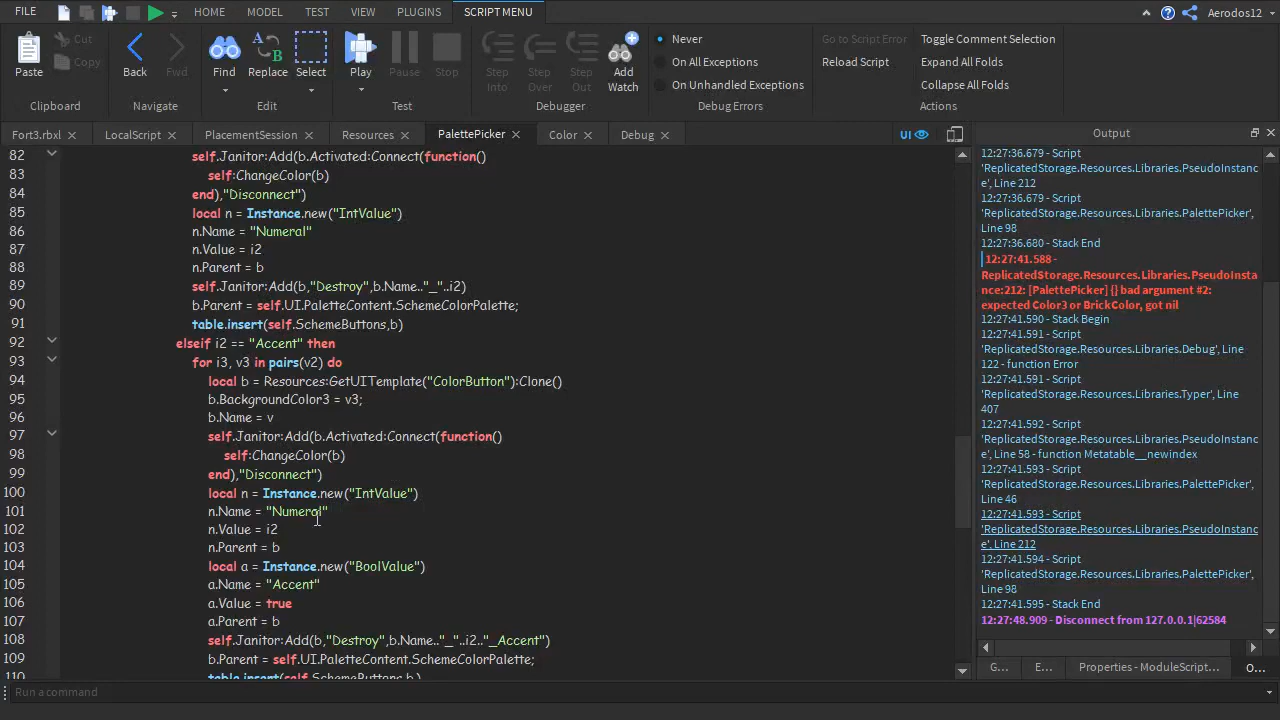 FILE HOME MODEL TEST VIEW PLUGINS SCRIPT MENU Aerodos12
Paste Cut Copy Back Fwd Find Replace Select Play Pause Stop Step Into Step Over Step Out Add Watch Never On All Exceptions On Unhandled Exceptions Go to Script Error Reload Script Toggle Comment Selection Expand All Folds Collapse All Folds
Clipboard Navigate Edit Test Debugger Debug Errors Actions
Fort3.rbxl LocalScript PlacementSession Resources PalettePicker Color Debug UI Output
82 self.Janitor:Add(b.Activated:Connect(function()
83 self:ChangeColor(b)
84 end),"Disconnect")
85 local n = Instance.new("IntValue")
86 n.Name = "Numeral"
87 n.Value = i2
88 n.Parent = b
89 self.Janitor:Add(b,"Destroy",b.Name.."_"..i2)
90 b.Parent = self.UI.PaletteContent.SchemeColorPalette;
91 table.insert(self.SchemeButtons,b)
92 elseif i2 == "Accent" then
93 for i3, v3 in pairs(v2) do
94 local b = Resources:GetUITemplate("ColorButton"):Clone()
95 b.BackgroundColor3 = v3;
96 b.Name = v
97 self.Janitor:Add(b.Activated:Connect(function()
98 self:ChangeColor(b)
99 end),"Disconnect")
100 local n = Instance.new("IntValue")
101 n.Name = "Numeral"
102 n.Value = i2
103 n.Parent = b
104 local a = Instance.new("BoolValue")
105 a.Name = "Accent"
106 a.Value = true
107 a.Parent = b
108 self.Janitor:Add(b,"Destroy",b.Name.."_"..i2.."_Accent")
109 b.Parent = self.UI.PaletteContent.SchemeColorPalette;
110 table.insert(self.SchemeButtons,b)
12:27:36.679 - Script
'ReplicatedStorage.Resources.Libraries.PseudoInstanc
e', Line 212
12:27:36.679 - Script
'ReplicatedStorage.Resources.Libraries.PalettePicker',
Line 98
12:27:36.680 - Stack End
12:27:41.588 -
ReplicatedStorage.Resources.Libraries.PseudoInsta
nce:212: [PalettePicker] {} bad argument #2:
expected Color3 or BrickColor, got nil
12:27:41.590 - Stack Begin
12:27:41.591 - Script
'ReplicatedStorage.Resources.Libraries.Debug', Line
122 - function Error
12:27:41.591 - Script
'ReplicatedStorage.Resources.Libraries.Typer', Line
407
12:27:41.592 - Script
'ReplicatedStorage.Resources.Libraries.PseudoInstanc
e', Line 58 - function Metatable__newindex
12:27:41.593 - Script
'ReplicatedStorage.Resources.Libraries.PalettePicker',
Line 46
12:27:41.593 - Script
'ReplicatedStorage.Resources.Libraries.PseudoInstanc
e', Line 212
12:27:41.594 - Script
'ReplicatedStorage.Resources.Libraries.PalettePicker',
Line 98
12:27:41.595 - Stack End
12:27:48.909 - Disconnect from 127.0.0.1|62584
G... E... Properties - ModuleScript... O...
Run a command